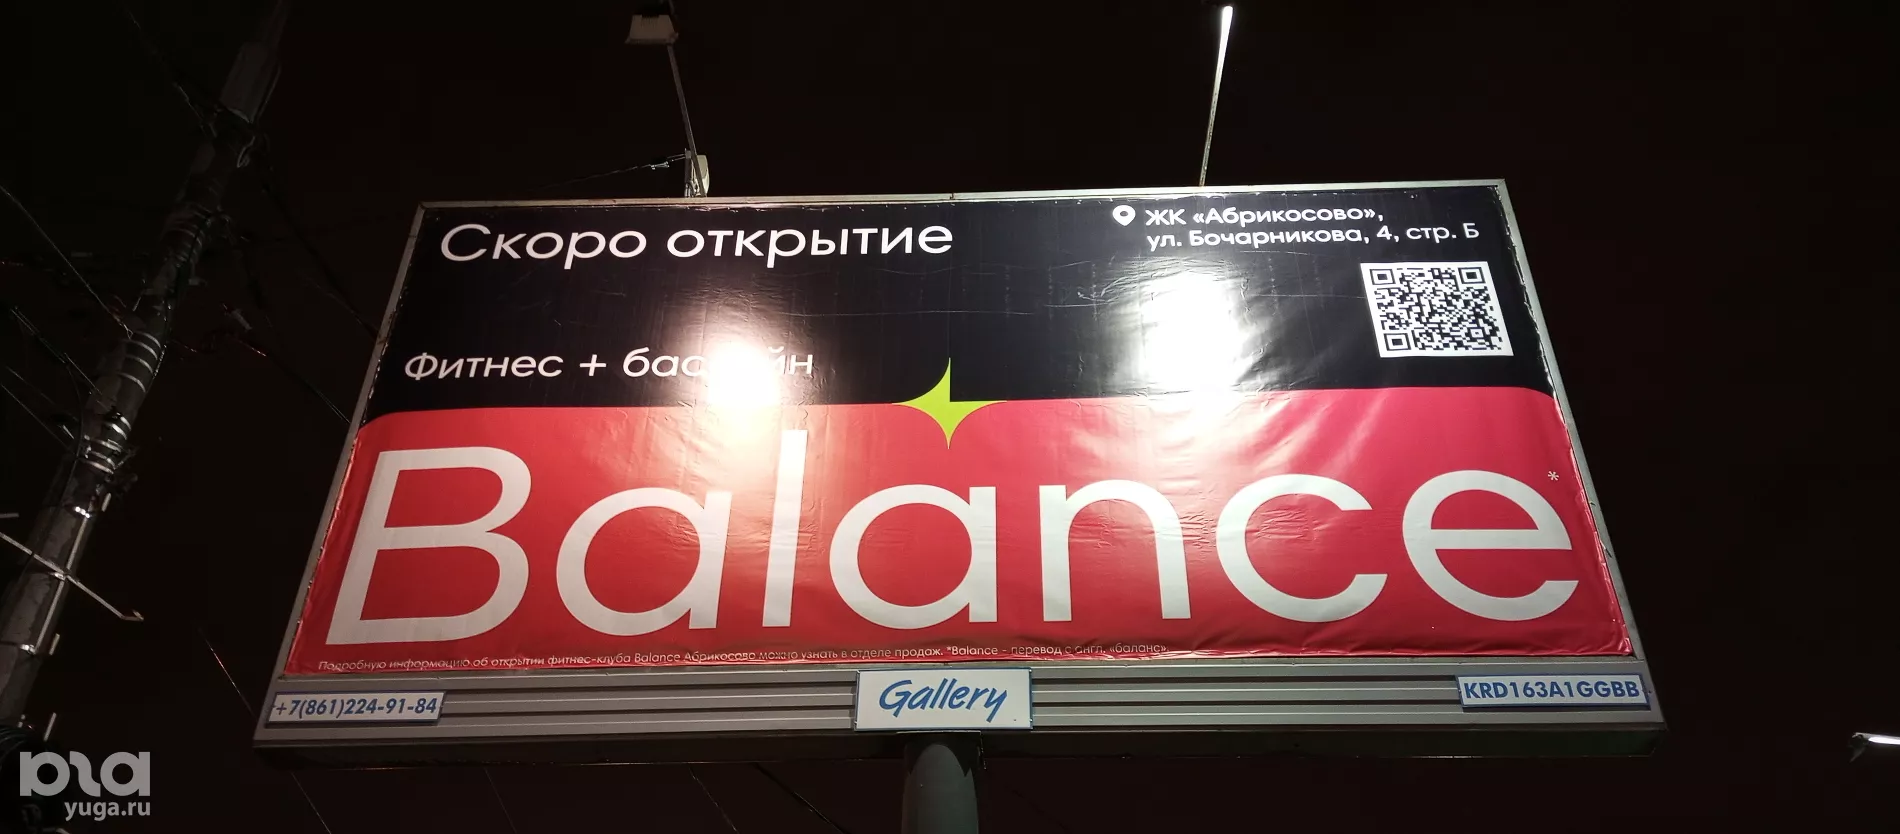 Скоро открытие
ЖК «Абрикосово»,
ул. Бочарникова, 4, стр. Б
Фитнес + бассейн
Balance*
Подробную информацию об открытии фитнес-клуба Balance Абрикосово можно узнать в отделе продаж. *Balance - перевод с англ. «баланс».
+7(861)224-91-84
Gallery
KRD163A1GGBB
yuga.ru